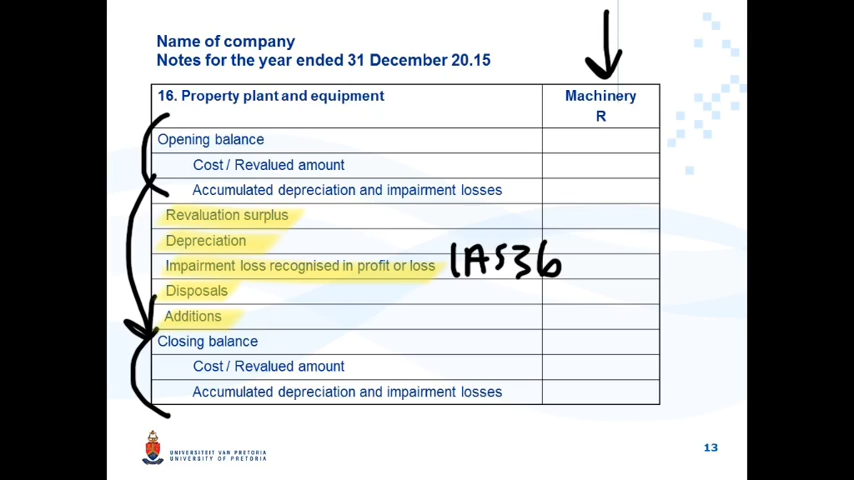 Name of company
Notes for the year ended 31 December 20.15
16. Property plant and equipment Machinery
R
Opening balance
Cost / Revalued amount
Accumulated depreciation and impairment losses
Revaluation surplus
Depreciation
Impairment loss recognised in profit or loss IAS36
Disposals
Additions
Closing balance
Cost / Revalued amount
Accumulated depreciation and impairment losses
UNIVERSITEIT VAN PRETORIA
UNIVERSITY OF PRETORIA
13